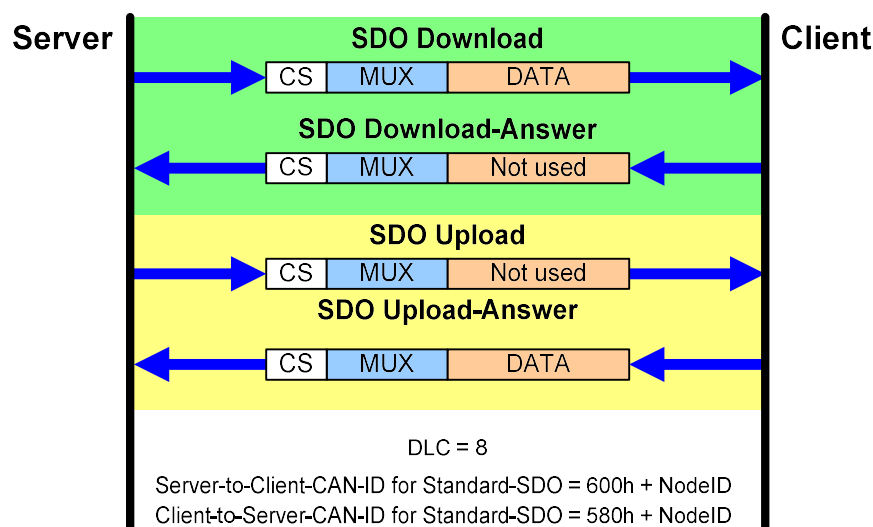 Server
Client
SDO Download
CS MUX DATA
SDO Download-Answer
CS MUX Not used
SDO Upload
CS MUX Not used
SDO Upload-Answer
CS MUX DATA
DLC = 8
Server-to-Client-CAN-ID for Standard-SDO = 600h + NodeID
Client-to-Server-CAN-ID for Standard-SDO = 580h + NodeID